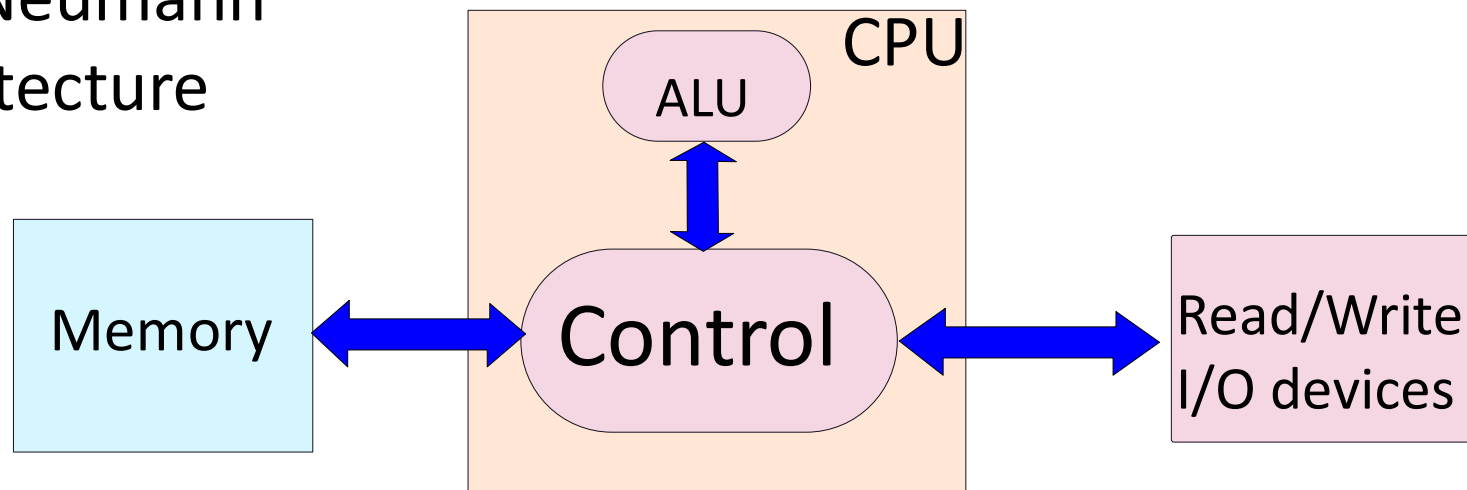 Neumann
tecture
CPU
ALU
Memory
Control
Read/Write
I/O devices